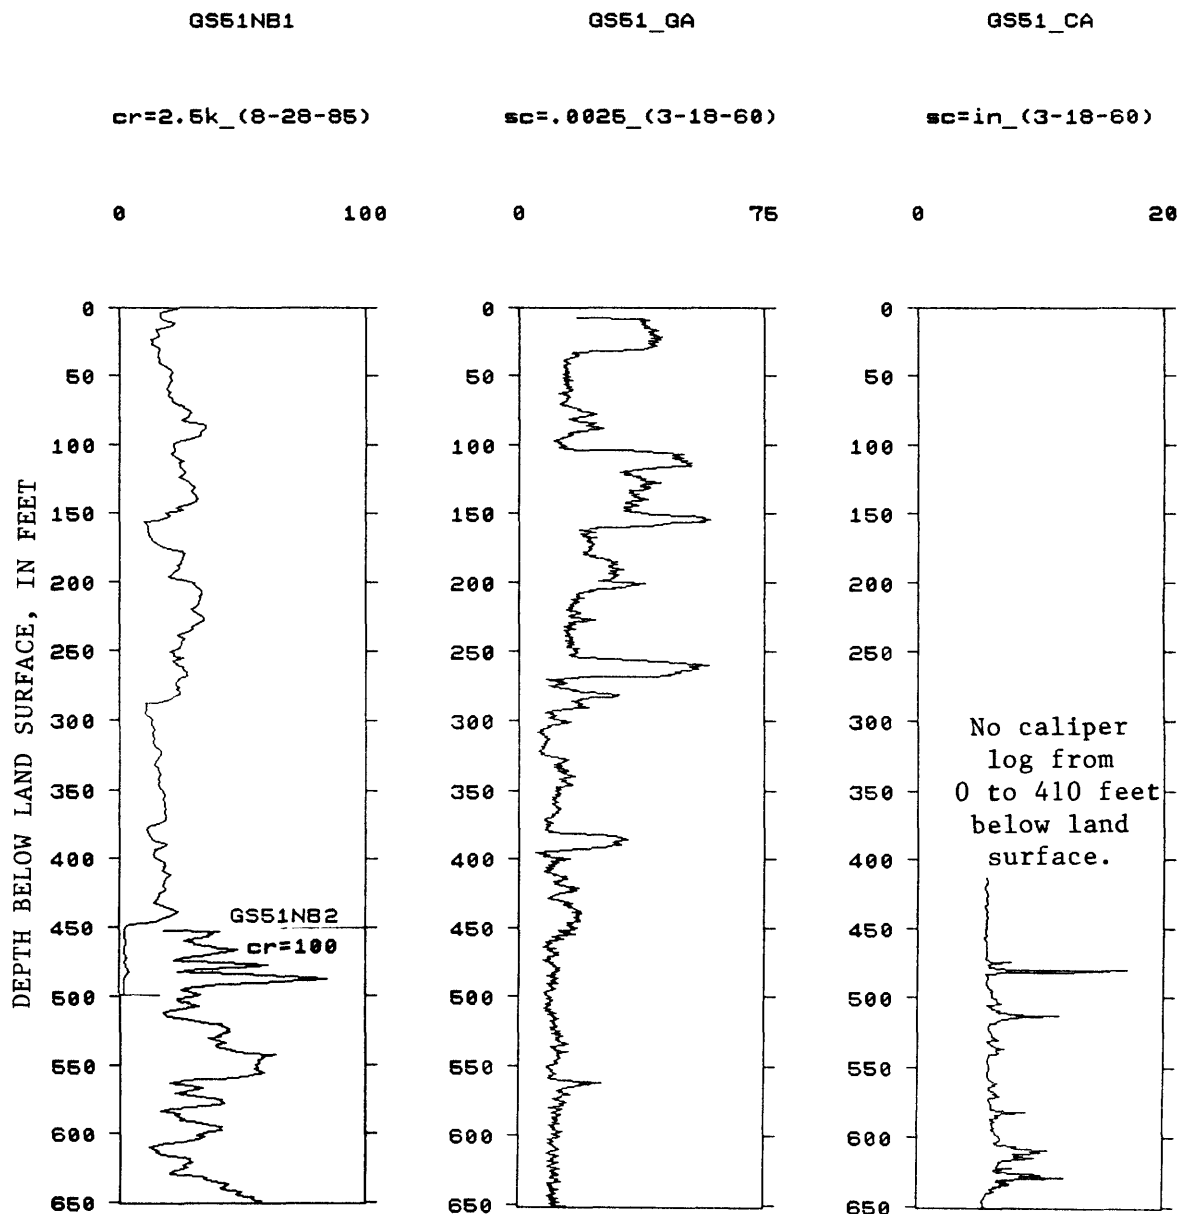 GS51NB1 GS51_GA GS51_CA
cr=2.5k_(8-28-85) sc=.0025_(3-18-60) sc=in_(3-18-60)
0 100 0 75 0 20
DEPTH BELOW LAND SURFACE, IN FEET
0 0 0
50 50 50
100 100 100
150 150 150
200 200 200
250 250 250
300 300 300
350 350 350
400 400 400
450 450 450
500 500 500
550 550 550
600 600 600
650 650 650
GS51NB2
cr=100
No caliper
log from
0 to 410 feet
below land
surface.